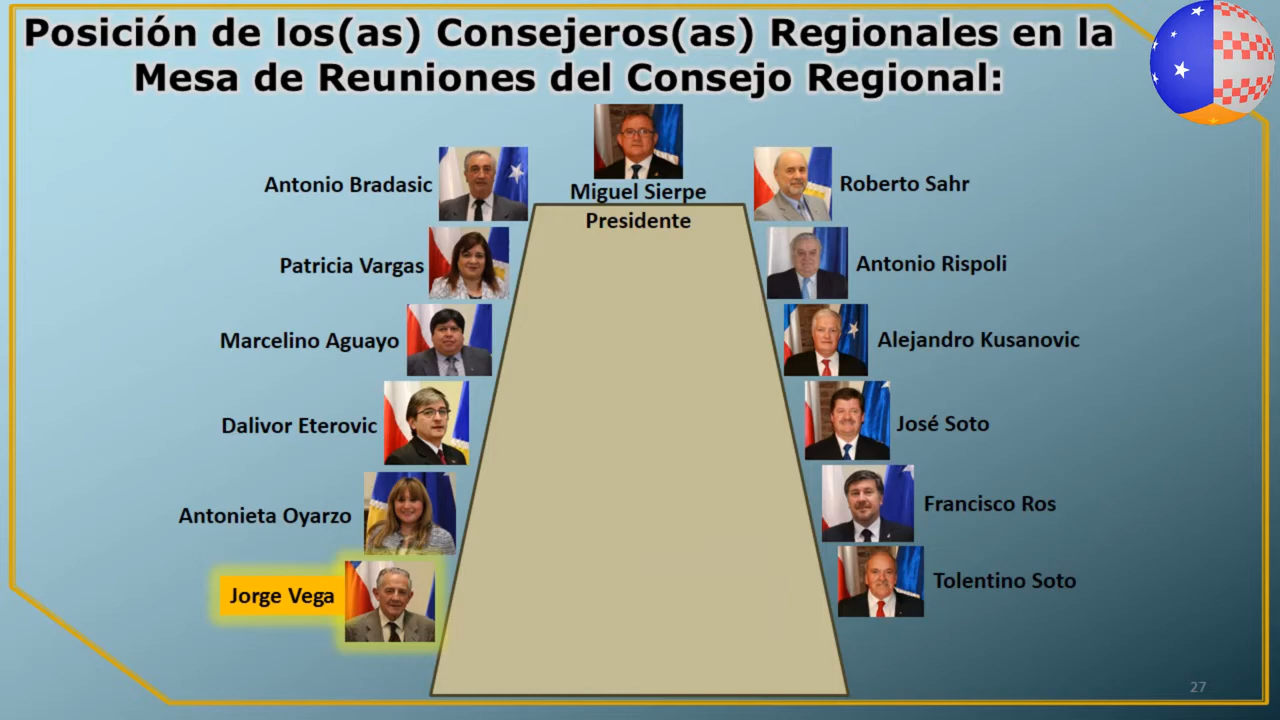 Posición de los(as) Consejeros(as) Regionales en la
Mesa de Reuniones del Consejo Regional:
Miguel Sierpe
Presidente
Antonio Bradasic
Roberto Sahr
Patricia Vargas
Antonio Rispoli
Marcelino Aguayo
Alejandro Kusanovic
Dalivor Eterovic
José Soto
Antonieta Oyarzo
Francisco Ros
Jorge Vega
Tolentino Soto
27